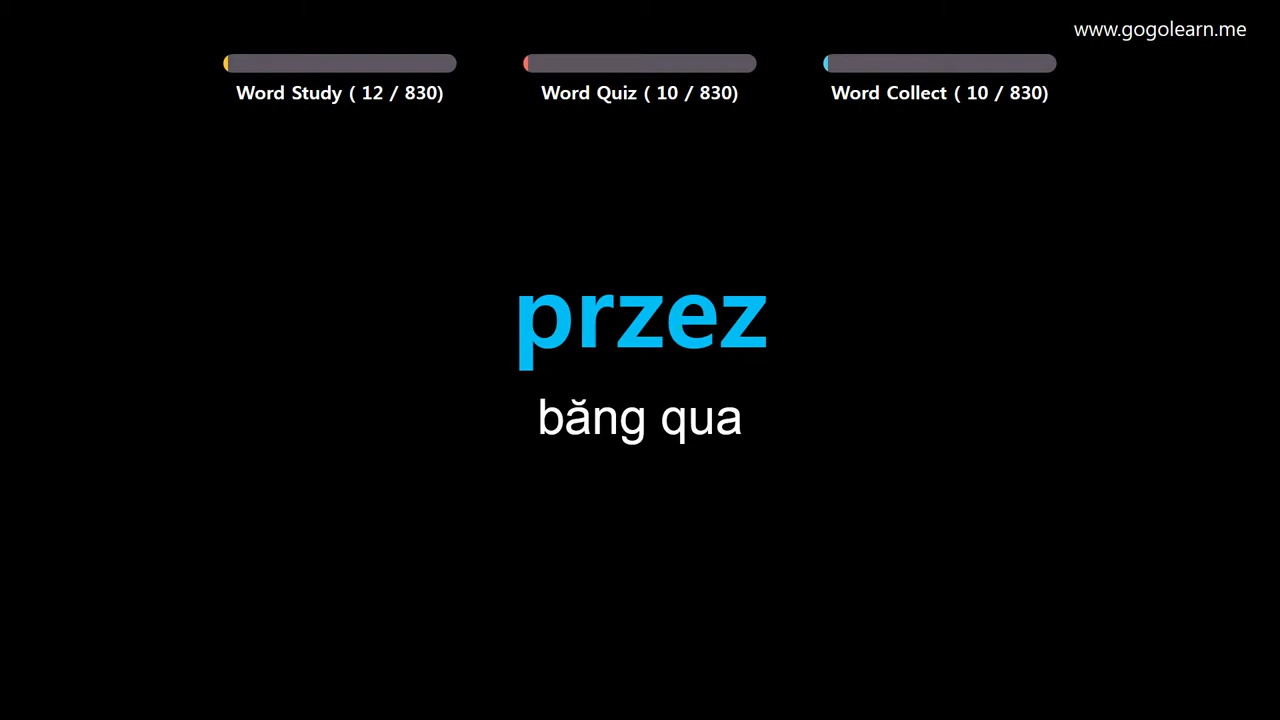 www.gogolearn.me
Word Study ( 12 / 830)
Word Quiz ( 10 / 830)
Word Collect ( 10 / 830)
przez
băng qua